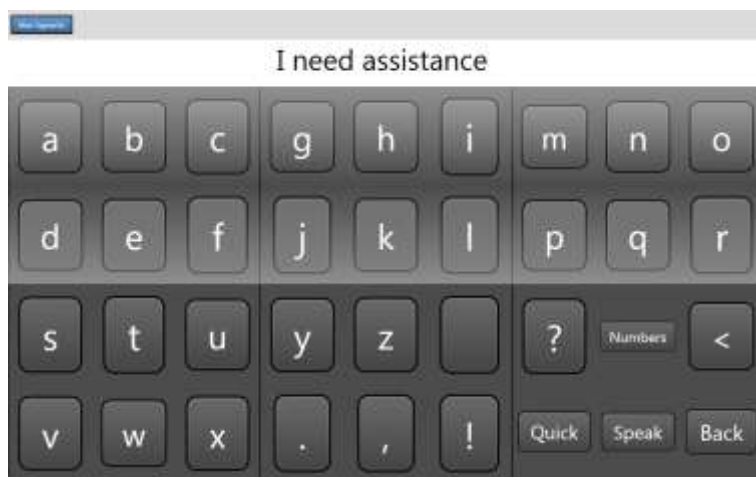 I need assistance
a b c g h i m n o
d e f j k l p q r
s t u y z ? Numbers <
v w x . , ! Quick Speak Back